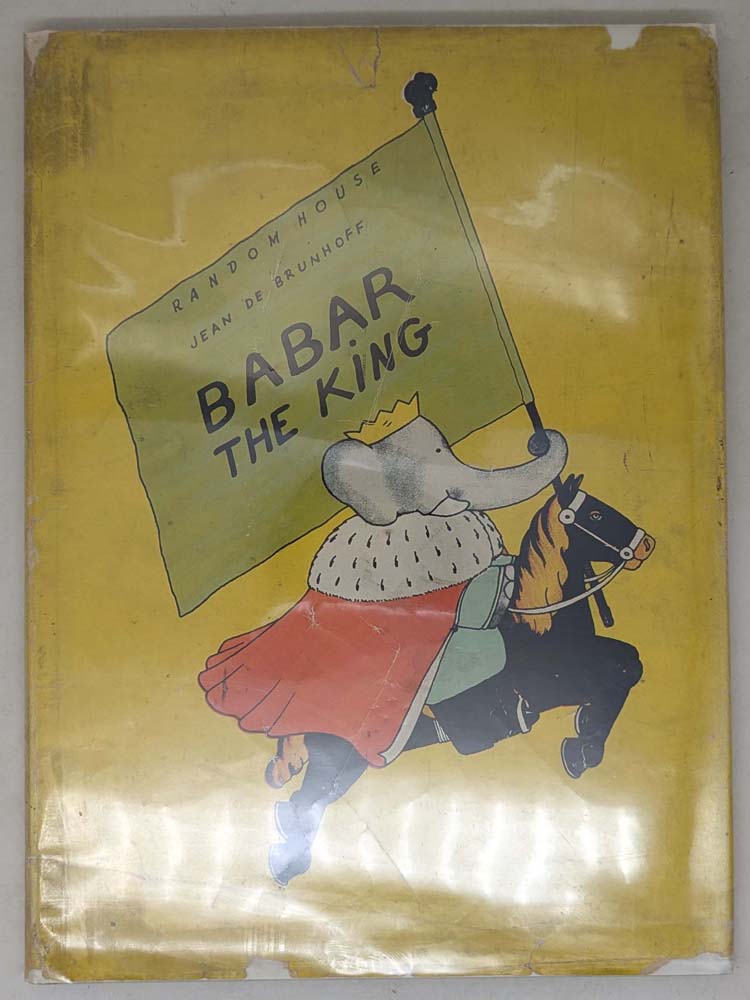 RANDOM HOUSE
JEAN DE BRUNHOFF
BABAR
THE KING